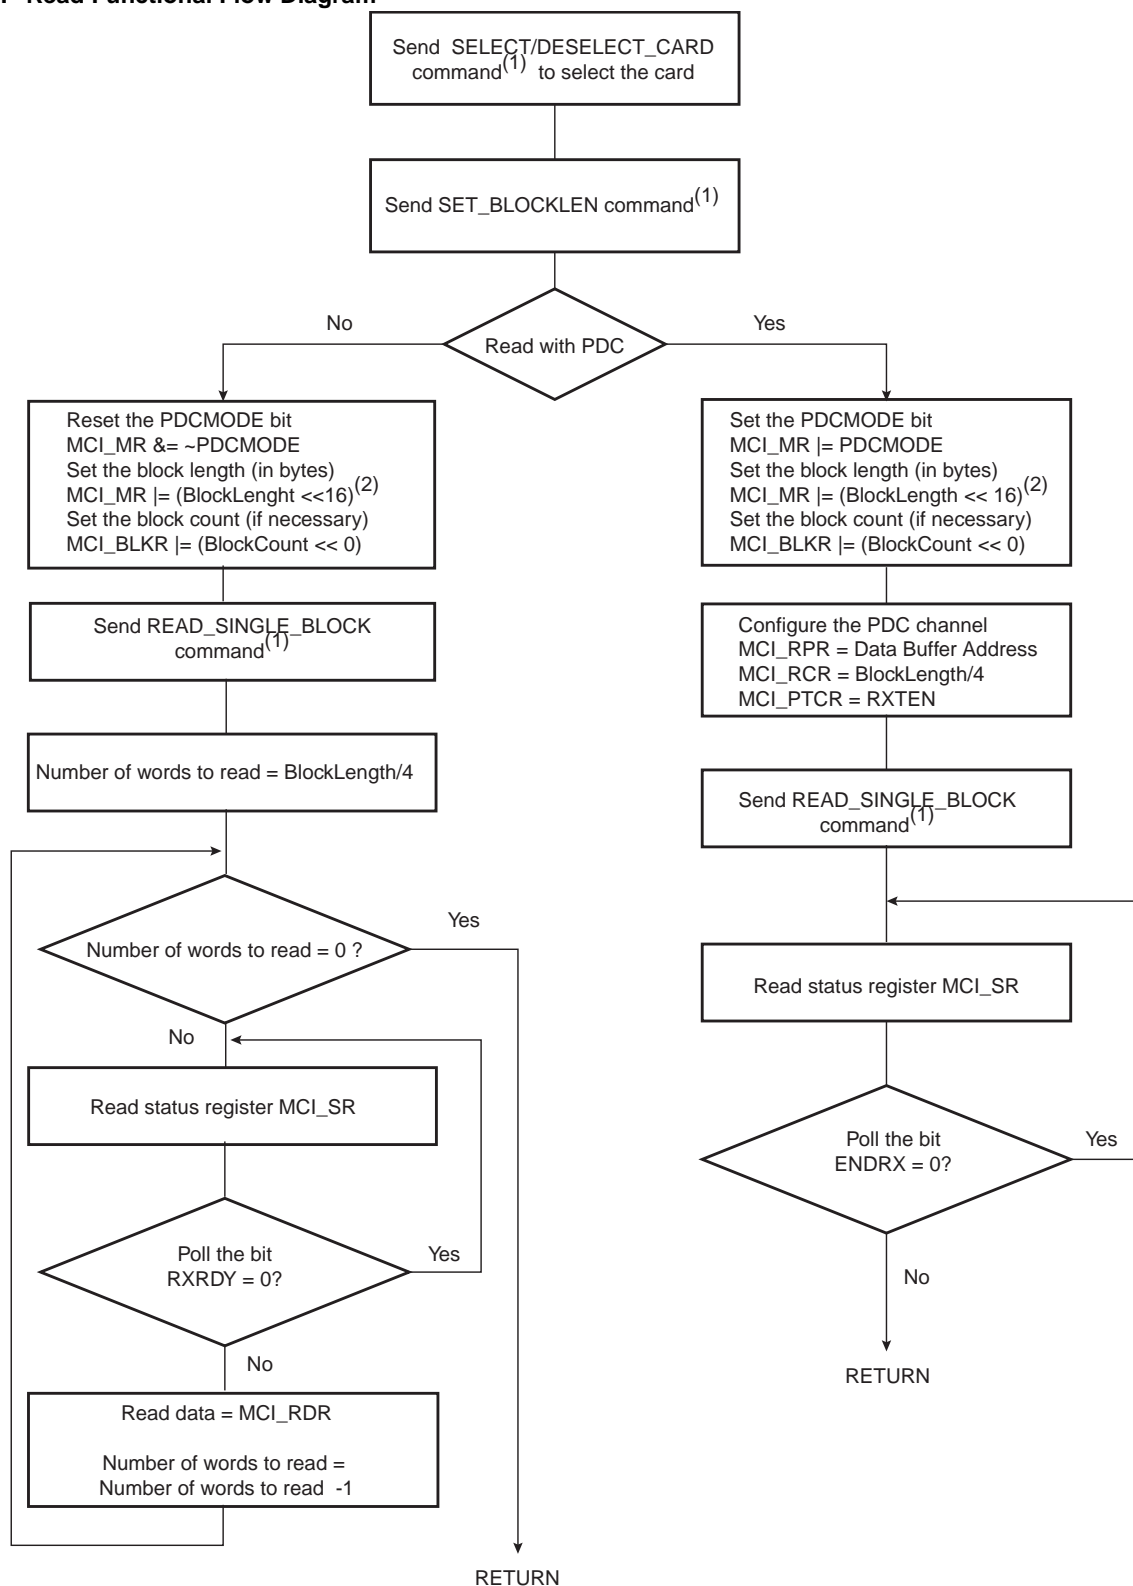 Read Functional Flow Diagram
Send SELECT/DESELECT_CARD
command(1) to select the card
Send SET_BLOCKLEN command(1)
Read with PDC
No
Yes
Reset the PDCMODE bit
MCI_MR &= ~PDCMODE
Set the block length (in bytes)
MCI_MR |= (BlockLenght <<16)(2)
Set the block count (if necessary)
MCI_BLKR |= (BlockCount << 0)
Send READ_SINGLE_BLOCK
command(1)
Number of words to read = BlockLength/4
Number of words to read = 0 ?
Yes
No
Read status register MCI_SR
Poll the bit
RXRDY = 0?
Yes
No
Read data = MCI_RDR
Number of words to read =
Number of words to read -1
RETURN
Set the PDCMODE bit
MCI_MR |= PDCMODE
Set the block length (in bytes)
MCI_MR |= (BlockLength << 16)(2)
Set the block count (if necessary)
MCI_BLKR |= (BlockCount << 0)
Configure the PDC channel
MCI_RPR = Data Buffer Address
MCI_RCR = BlockLength/4
MCI_PTCR = RXTEN
Send READ_SINGLE_BLOCK
command(1)
Read status register MCI_SR
Poll the bit
ENDRX = 0?
Yes
No
RETURN